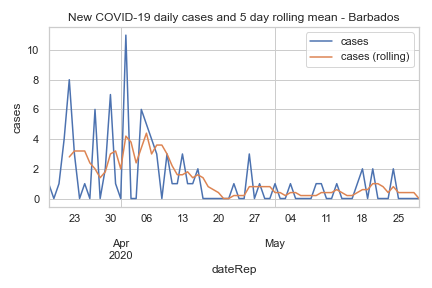 New COVID-19 daily cases and 5 day rolling mean - Barbados
cases
cases (rolling)
cases
10
8
6
4
2
0
23 30 06 13 20 27 04 11 18 25
Apr May
2020
dateRep